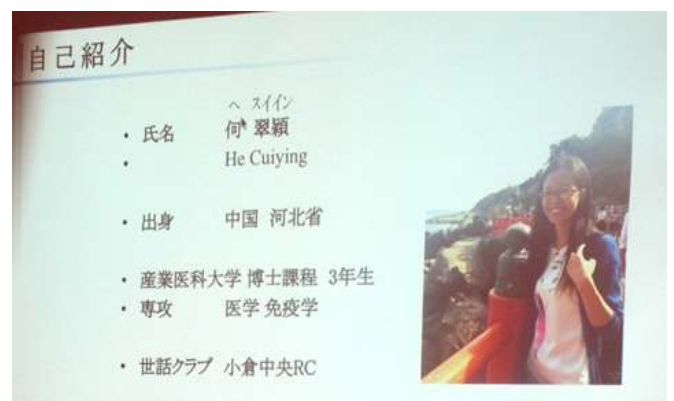 自己紹介
へ スイイン
・ 氏名 何 翠穎
・ He Cuiying
・ 出身 中国 河北省
・ 産業医科大学 博士課程 3年生
・ 専攻 医学 免疫学
・ 世話クラブ 小倉中央RC